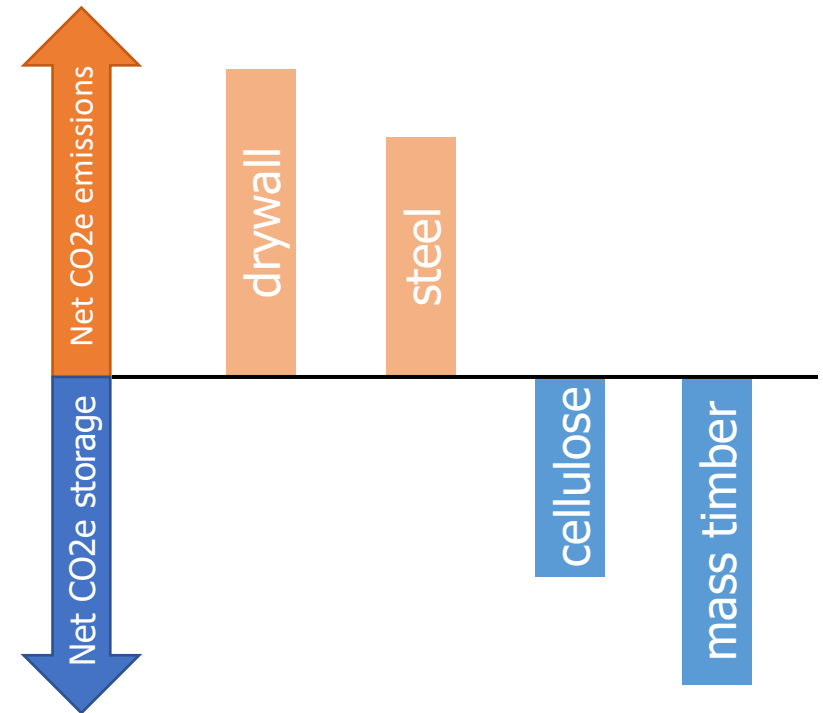 Net CO2e emissions
drywall
steel
Net CO2e storage
cellulose
mass timber